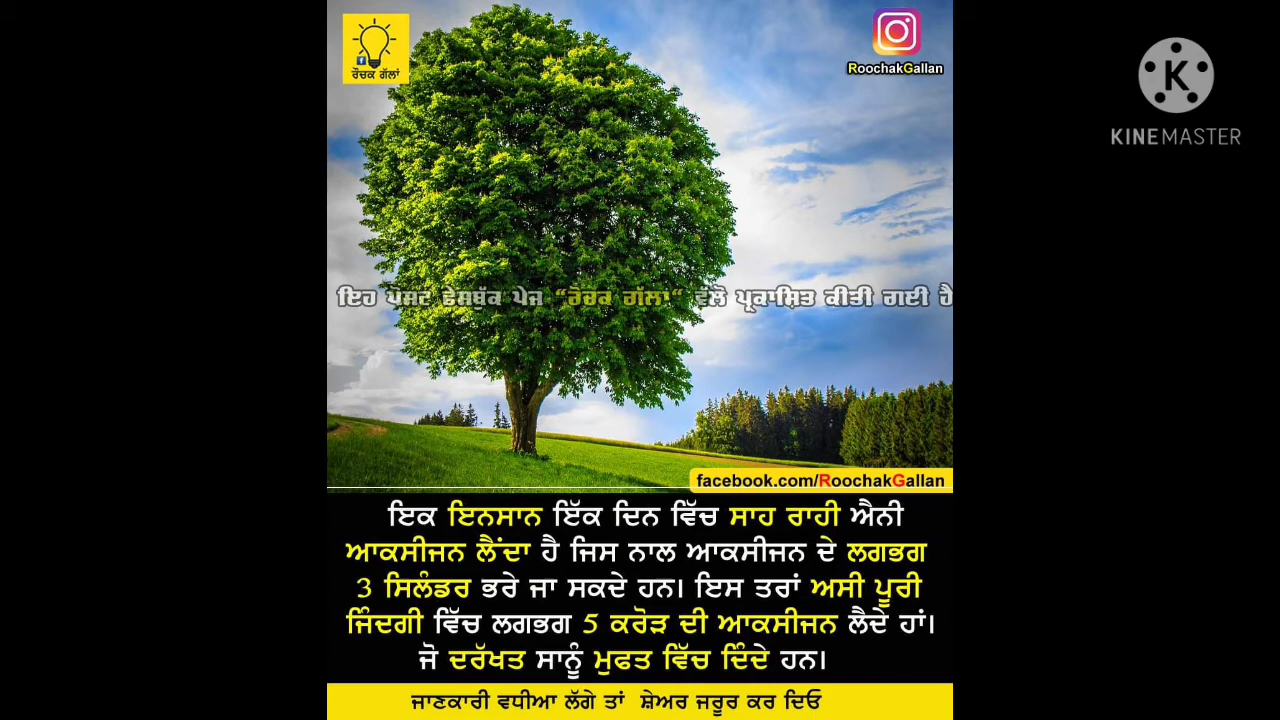 ਰੌਚਕ ਗੱਲਾਂ
RoochakGallan
KINEMASTER
ਇਹ ਪੋਸਟ ਫੇਸਬੁੱਕ ਪੇਜ "ਰੌਚਕ ਗੱਲਾਂ" ਵੱਲੋਂ ਪ੍ਰਕਾਸ਼ਿਤ ਕੀਤੀ ਗਈ ਹੈ
facebook.com/RoochakGallan
ਇਕ ਇਨਸਾਨ ਇੱਕ ਦਿਨ ਵਿੱਚ ਸਾਹ ਰਾਹੀ ਐਨੀ
ਆਕਸੀਜਨ ਲੈਂਦਾ ਹੈ ਜਿਸ ਨਾਲ ਆਕਸੀਜਨ ਦੇ ਲਗਭਗ
3 ਸਿਲੰਡਰ ਭਰੇ ਜਾ ਸਕਦੇ ਹਨ। ਇਸ ਤਰਾਂ ਅਸੀ ਪੂਰੀ
ਜਿੰਦਗੀ ਵਿੱਚ ਲਗਭਗ 5 ਕਰੋੜ ਦੀ ਆਕਸੀਜਨ ਲੈਦੇ ਹਾਂ।
ਜੋ ਦਰੱਖਤ ਸਾਨੂੰ ਮੁਫਤ ਵਿੱਚ ਦਿੰਦੇ ਹਨ।
ਜਾਣਕਾਰੀ ਵਧੀਆ ਲੱਗੇ ਤਾਂ ਸ਼ੇਅਰ ਜਰੂਰ ਕਰ ਦਿਓ